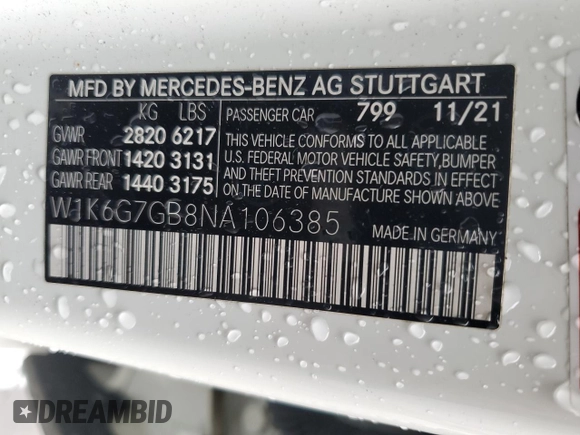 MFD BY MERCEDES-BENZ AG STUTTGART
KG LBS PASSENGER CAR 799 11/21
GVWR 2820 6217
GAWR FRONT 1420 3131
GAWR REAR 1440 3175
THIS VEHICLE CONFORMS TO ALL APPLICABLE
U.S. FEDERAL MOTOR VEHICLE SAFETY, BUMPER
AND THEFT PREVENTION STANDARDS IN EFFECT
ON THE DATE OF MANUFACTURE SHOWN ABOVE
W1K6G7GB8NA106385
MADE IN GERMANY
DREAMBID